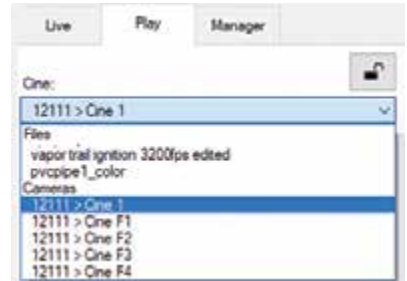 Live Play Manager
Cine:
12111 > Cine 1
Files
vapor trail ignition 3200fps edited
pvcpipe1_color
Cameras
12111 > Cine 1
12111 > Cine F1
12111 > Cine F2
12111 > Cine F3
12111 > Cine F4